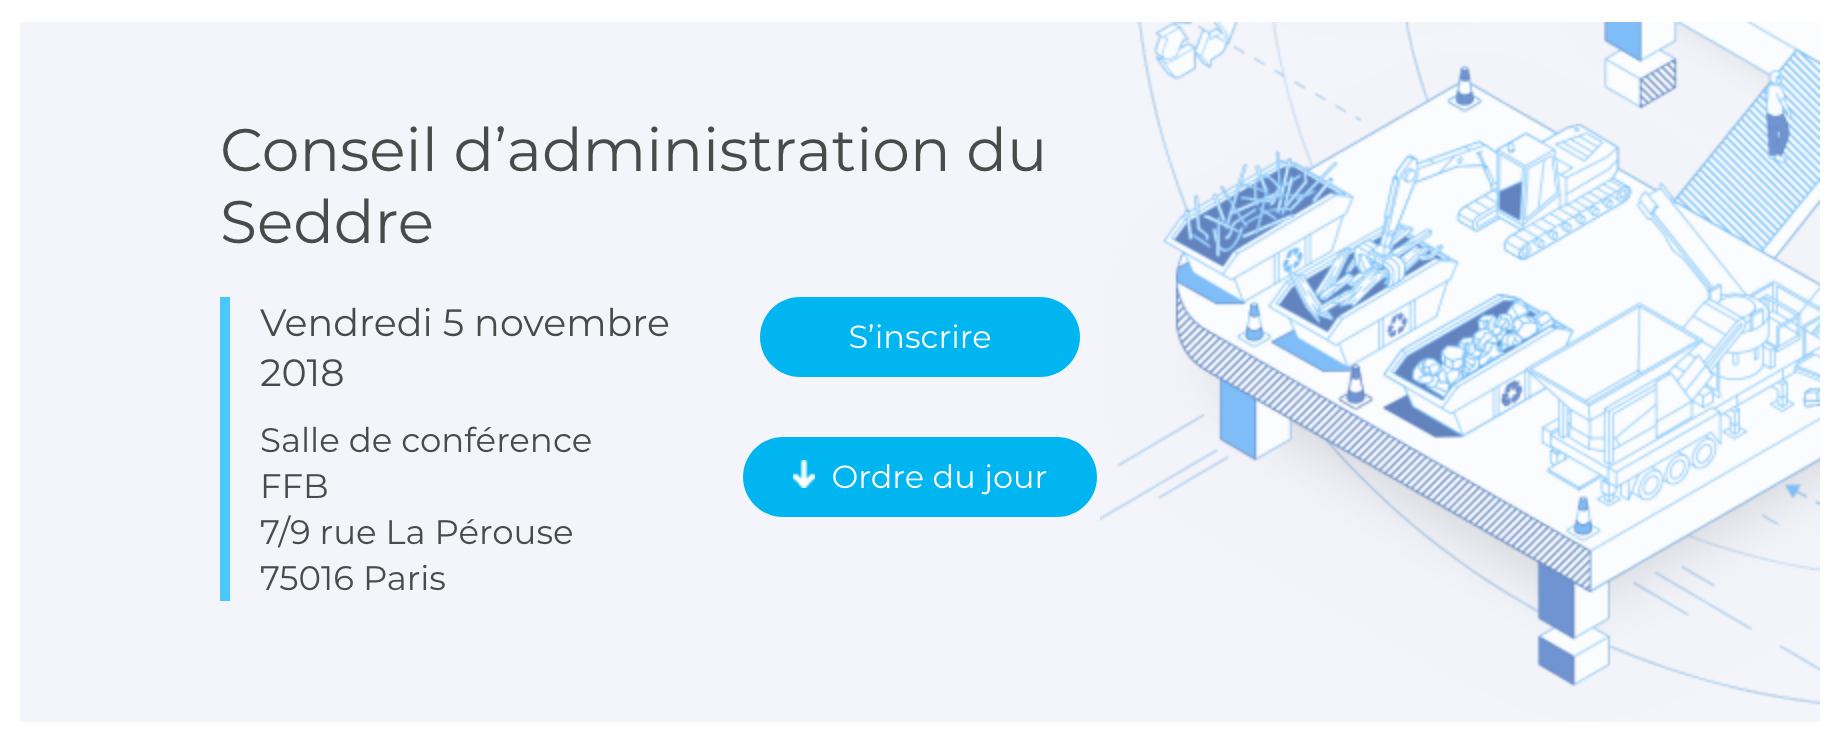 Conseil d’administration du
Seddre
Vendredi 5 novembre
2018
Salle de conférence
FFB
7/9 rue La Pérouse
75016 Paris
S’inscrire
Ordre du jour